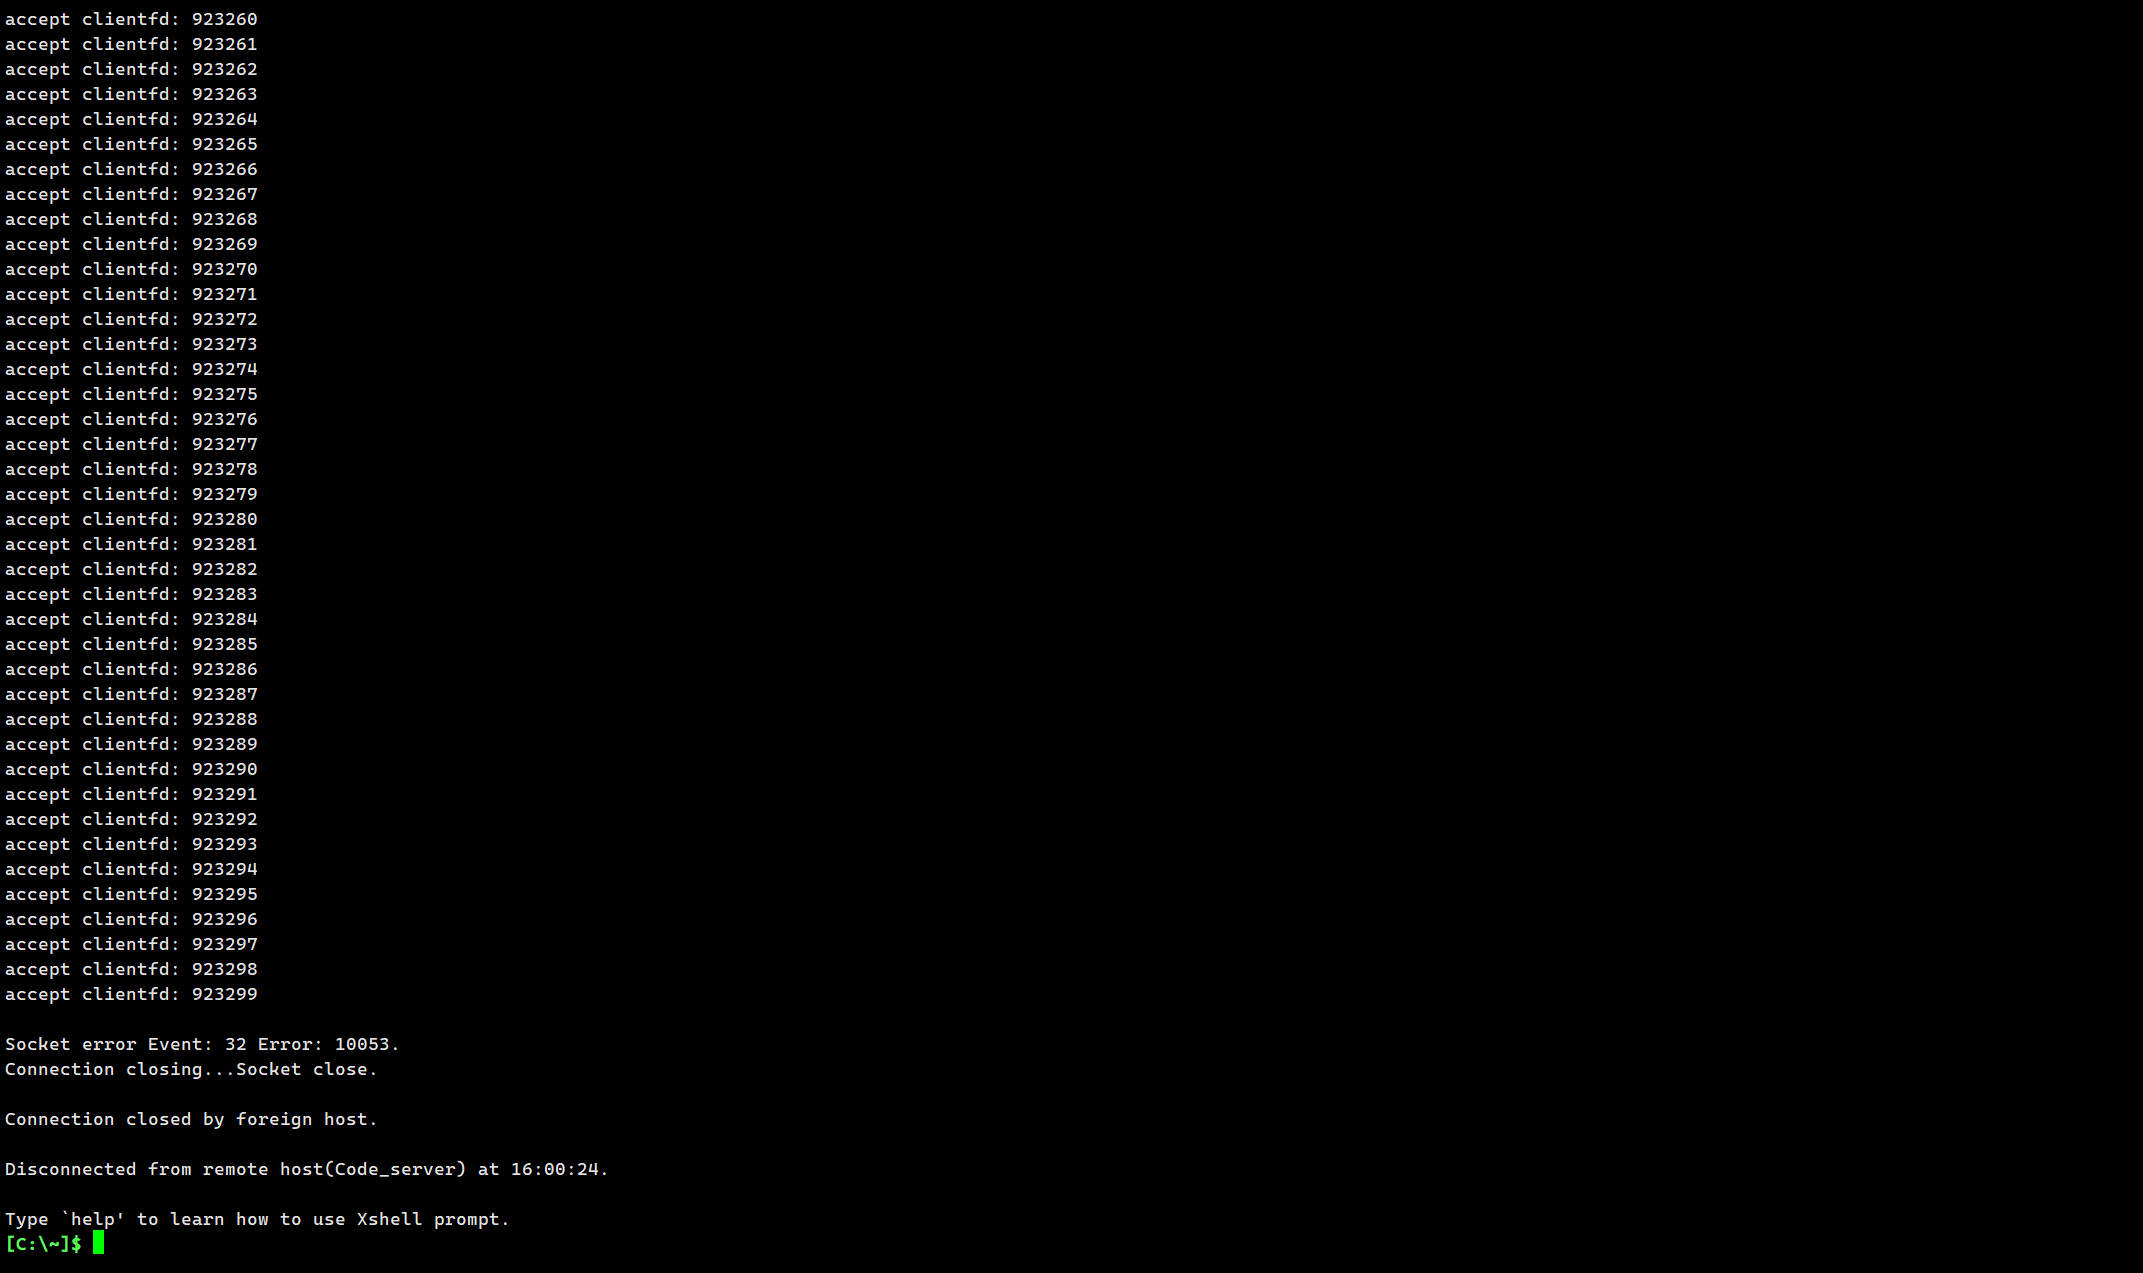 accept clientfd: 923260
accept clientfd: 923261
accept clientfd: 923262
accept clientfd: 923263
accept clientfd: 923264
accept clientfd: 923265
accept clientfd: 923266
accept clientfd: 923267
accept clientfd: 923268
accept clientfd: 923269
accept clientfd: 923270
accept clientfd: 923271
accept clientfd: 923272
accept clientfd: 923273
accept clientfd: 923274
accept clientfd: 923275
accept clientfd: 923276
accept clientfd: 923277
accept clientfd: 923278
accept clientfd: 923279
accept clientfd: 923280
accept clientfd: 923281
accept clientfd: 923282
accept clientfd: 923283
accept clientfd: 923284
accept clientfd: 923285
accept clientfd: 923286
accept clientfd: 923287
accept clientfd: 923288
accept clientfd: 923289
accept clientfd: 923290
accept clientfd: 923291
accept clientfd: 923292
accept clientfd: 923293
accept clientfd: 923294
accept clientfd: 923295
accept clientfd: 923296
accept clientfd: 923297
accept clientfd: 923298
accept clientfd: 923299
Socket error Event: 32 Error: 10053.
Connection closing...Socket close.
Connection closed by foreign host.
Disconnected from remote host(Code_server) at 16:00:24.
Type `help' to learn how to use Xshell prompt.
[C:\~]$